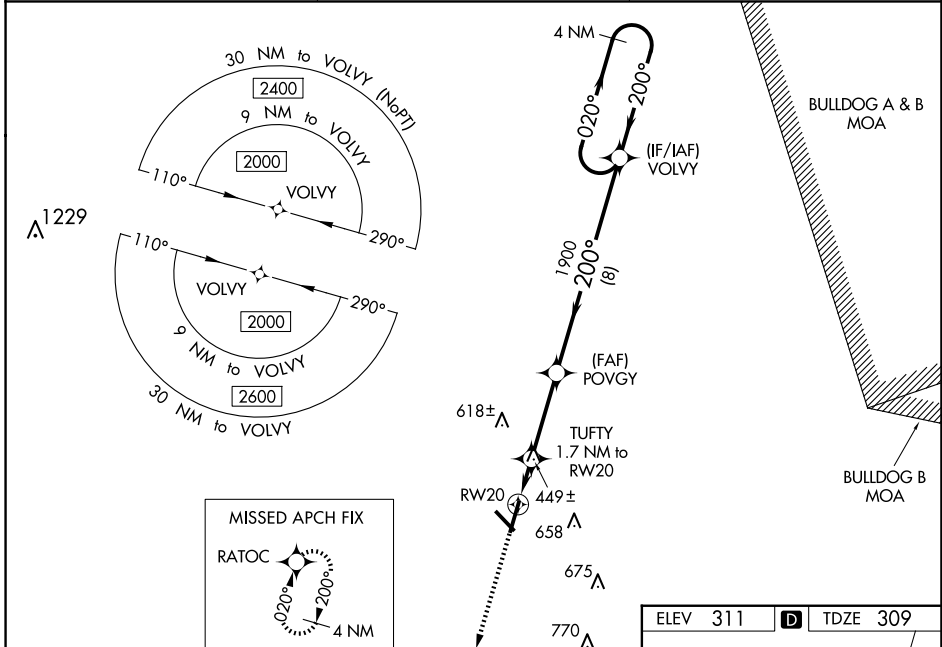 30 NM to VOLVY (NoPT)
2400
9 NM to VOLVY
2000
110°
VOLVY
290°
1229
110°
VOLVY
290°
2000
9 NM to VOLVY
2600
30 NM to VOLVY
4 NM
020°
200°
(IF/IAF)
VOLVY
BULLDOG A & B
MOA
1900
200°
(8)
(FAF)
POVGY
618±
TUFTY
1.7 NM to
RW20
RW20
449±
658
BULLDOG B
MOA
675
770
MISSED APCH FIX
RATOC
020°
200°
4 NM
ELEV 311 D TDZE 309